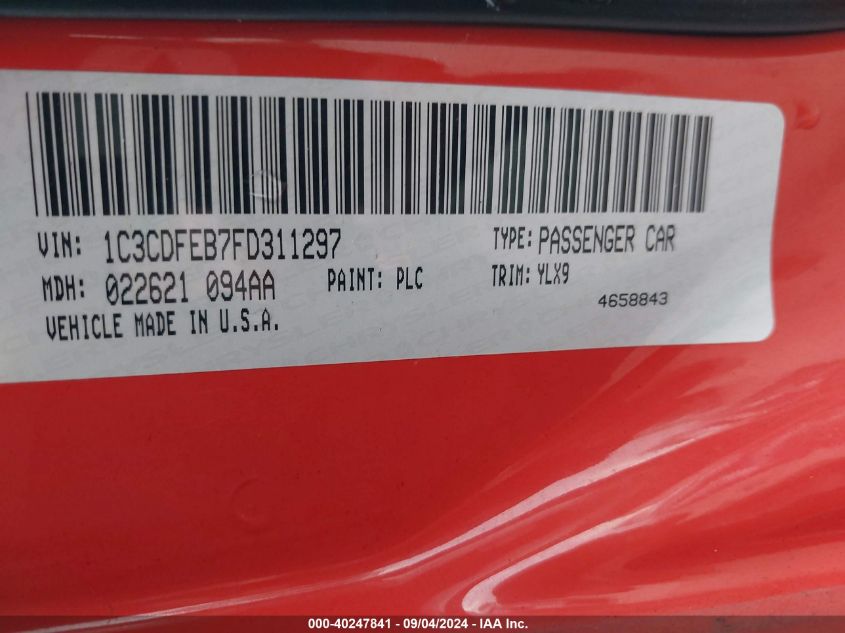 VIN: 1C3CDFEB7FD311297 TYPE: PASSENGER CAR
MDH: 022621 094AA PAINT: PLC TRIM: YLX9
VEHICLE MADE IN U.S.A. 4658843
000-40247841 - 09/04/2024 - IAA Inc.